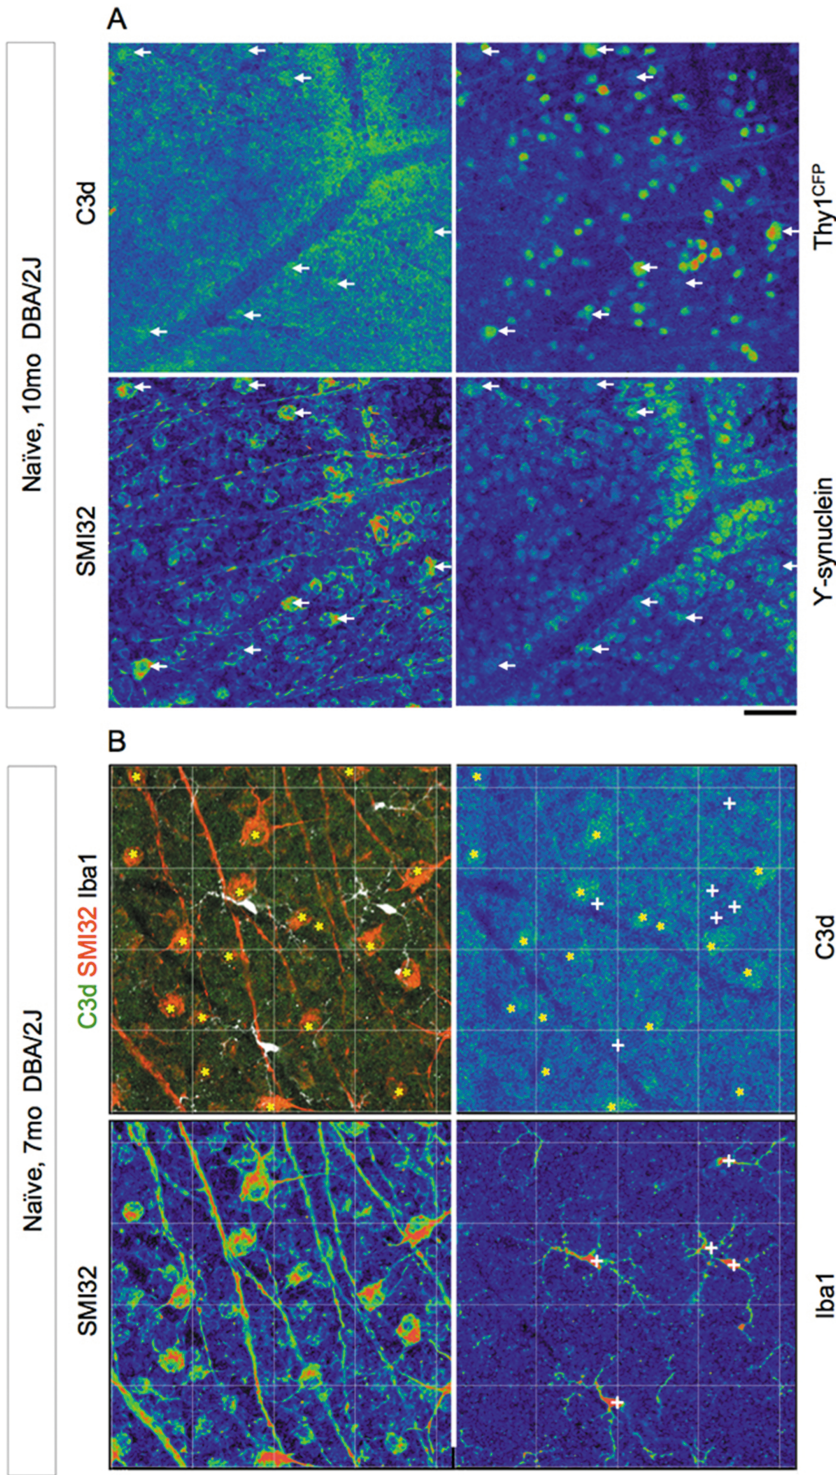 A
Naïve, 10mo DBA/2J
C3d
Thy1CFP
SMI32
Y-synuclein
B
Naïve, 7mo DBA/2J
C3d SMI32 Iba1
C3d
SMI32
Iba1